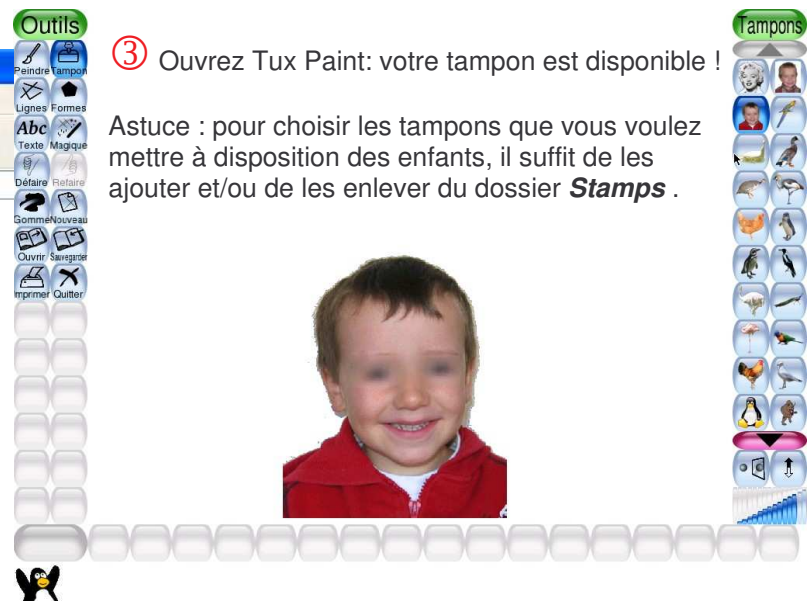 Outils
Tampons
Peindre Tampon
Lignes Formes
Abc
Texte Magique
Défaire Refaire
Gomme Nouveau
Ouvrir Sauvegarder
Imprimer Quitter
③ Ouvrez Tux Paint: votre tampon est disponible !
Astuce : pour choisir les tampons que vous voulez
mettre à disposition des enfants, il suffit de les
ajouter et/ou de les enlever du dossier Stamps .